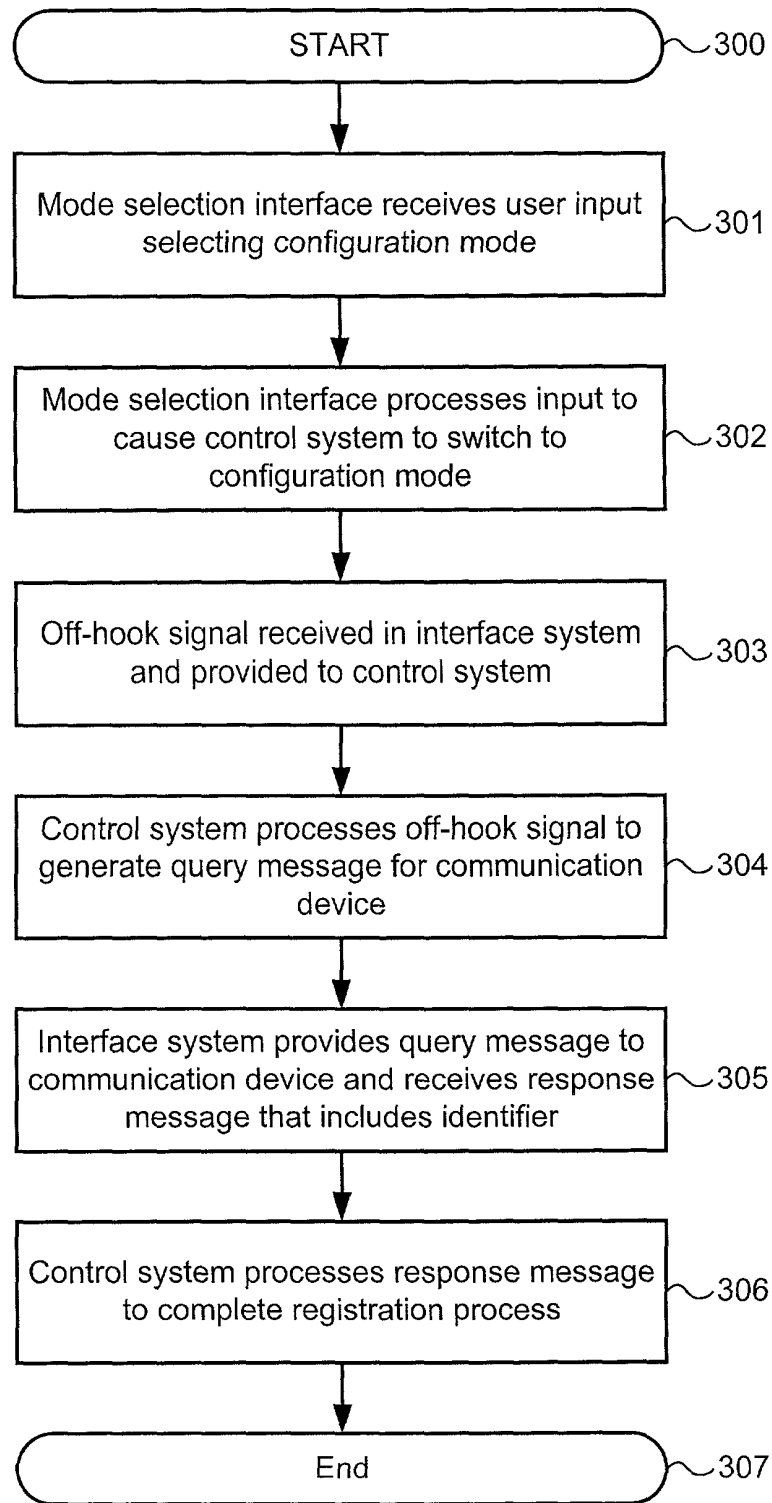 START
300
Mode selection interface receives user input
selecting configuration mode
301
Mode selection interface processes input to
cause control system to switch to
configuration mode
302
Off-hook signal received in interface system
and provided to control system
303
Control system processes off-hook signal to
generate query message for communication
device
304
Interface system provides query message to
communication device and receives response
message that includes identifier
305
Control system processes response message
to complete registration process
306
End
307